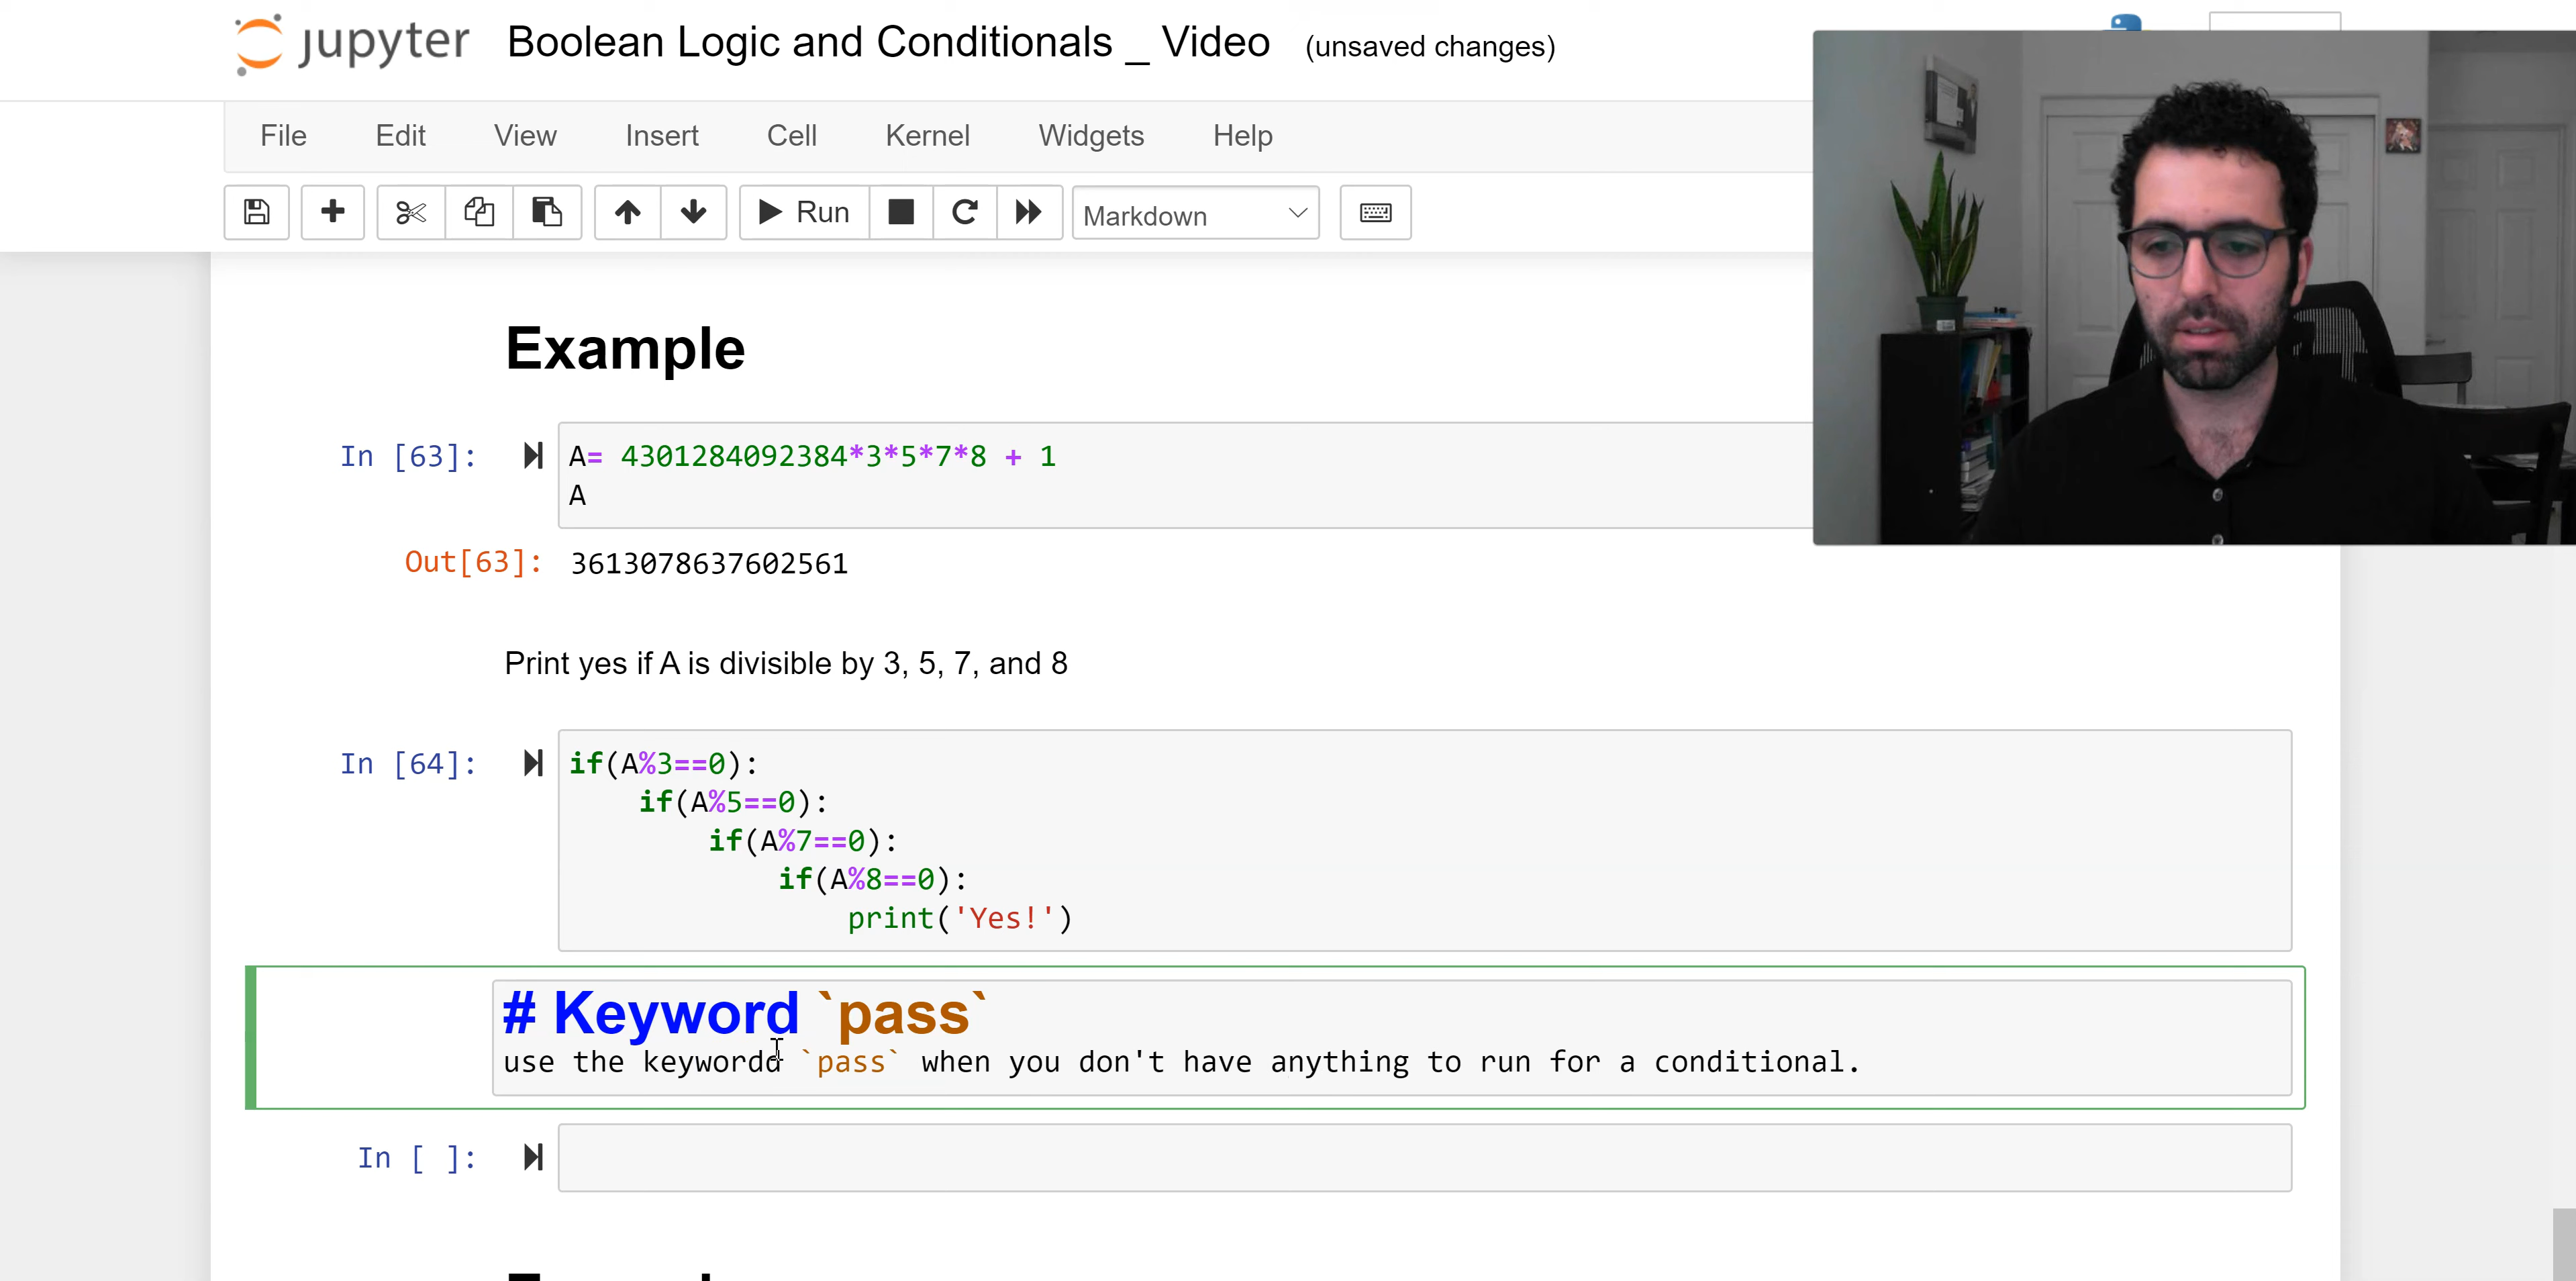 jupyter Boolean Logic and Conditionals _ Video (unsaved changes)
File Edit View Insert Cell Kernel Widgets Help
Run Markdown
Example
In [63]: A= 4301284092384*3*5*7*8 + 1
A
Out[63]: 3613078637602561
Print yes if A is divisible by 3, 5, 7, and 8
In [64]: if(A%3==0):
if(A%5==0):
if(A%7==0):
if(A%8==0):
print('Yes!')
# Keyword `pass`
use the keywordd `pass` when you don't have anything to run for a conditional.
In [ ]: